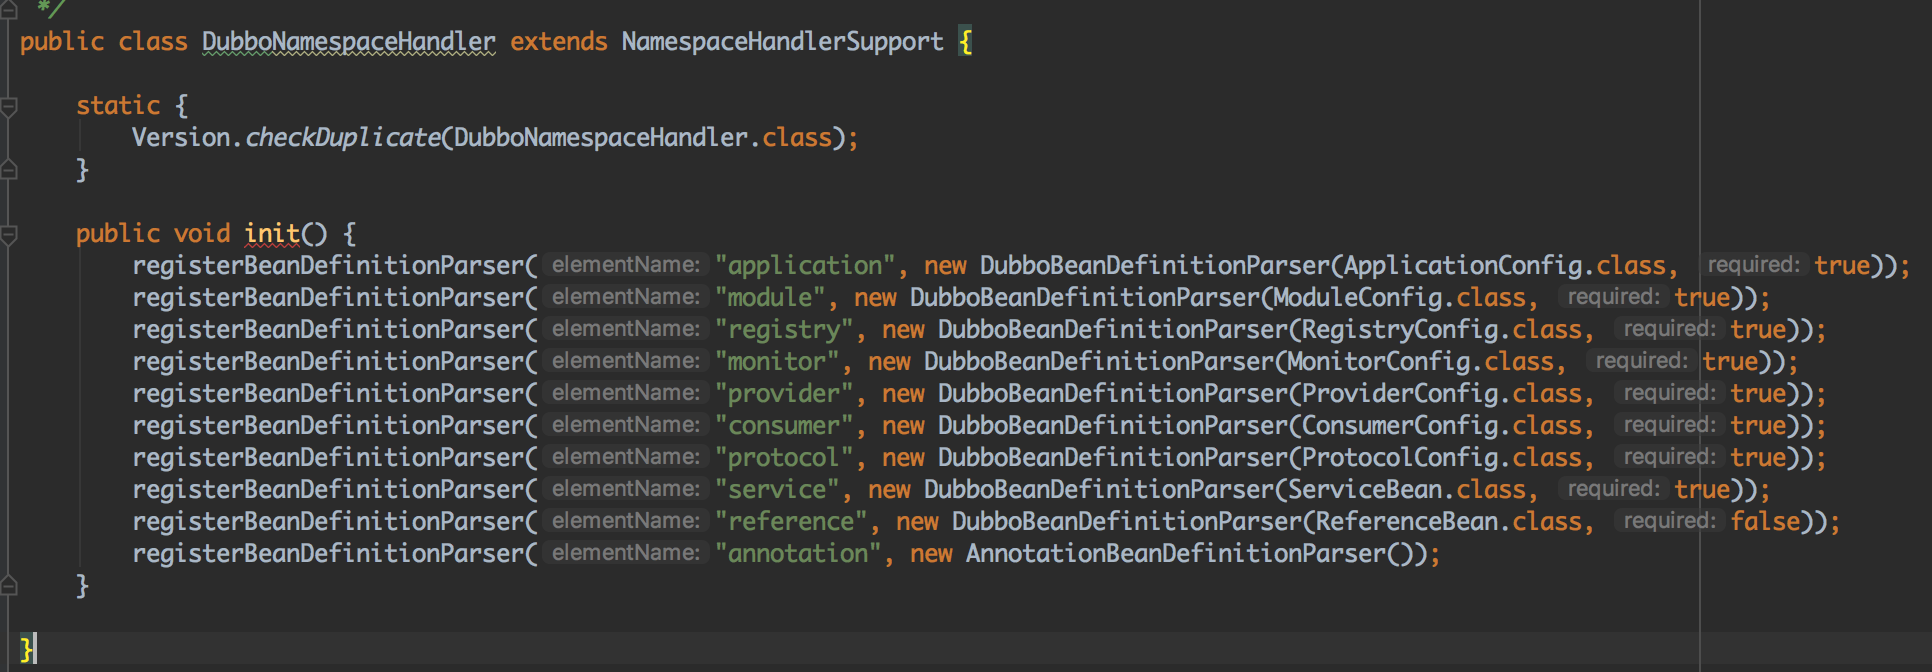 */
public class DubboNamespaceHandler extends NamespaceHandlerSupport {
static {
Version.checkDuplicate(DubboNamespaceHandler.class);
}
public void init() {
registerBeanDefinitionParser( elementName: "application", new DubboBeanDefinitionParser(ApplicationConfig.class, required: true));
registerBeanDefinitionParser( elementName: "module", new DubboBeanDefinitionParser(ModuleConfig.class, required: true));
registerBeanDefinitionParser( elementName: "registry", new DubboBeanDefinitionParser(RegistryConfig.class, required: true));
registerBeanDefinitionParser( elementName: "monitor", new DubboBeanDefinitionParser(MonitorConfig.class, required: true));
registerBeanDefinitionParser( elementName: "provider", new DubboBeanDefinitionParser(ProviderConfig.class, required: true));
registerBeanDefinitionParser( elementName: "consumer", new DubboBeanDefinitionParser(ConsumerConfig.class, required: true));
registerBeanDefinitionParser( elementName: "protocol", new DubboBeanDefinitionParser(ProtocolConfig.class, required: true));
registerBeanDefinitionParser( elementName: "service", new DubboBeanDefinitionParser(ServiceBean.class, required: true));
registerBeanDefinitionParser( elementName: "reference", new DubboBeanDefinitionParser(ReferenceBean.class, required: false));
registerBeanDefinitionParser( elementName: "annotation", new AnnotationBeanDefinitionParser());
}
}